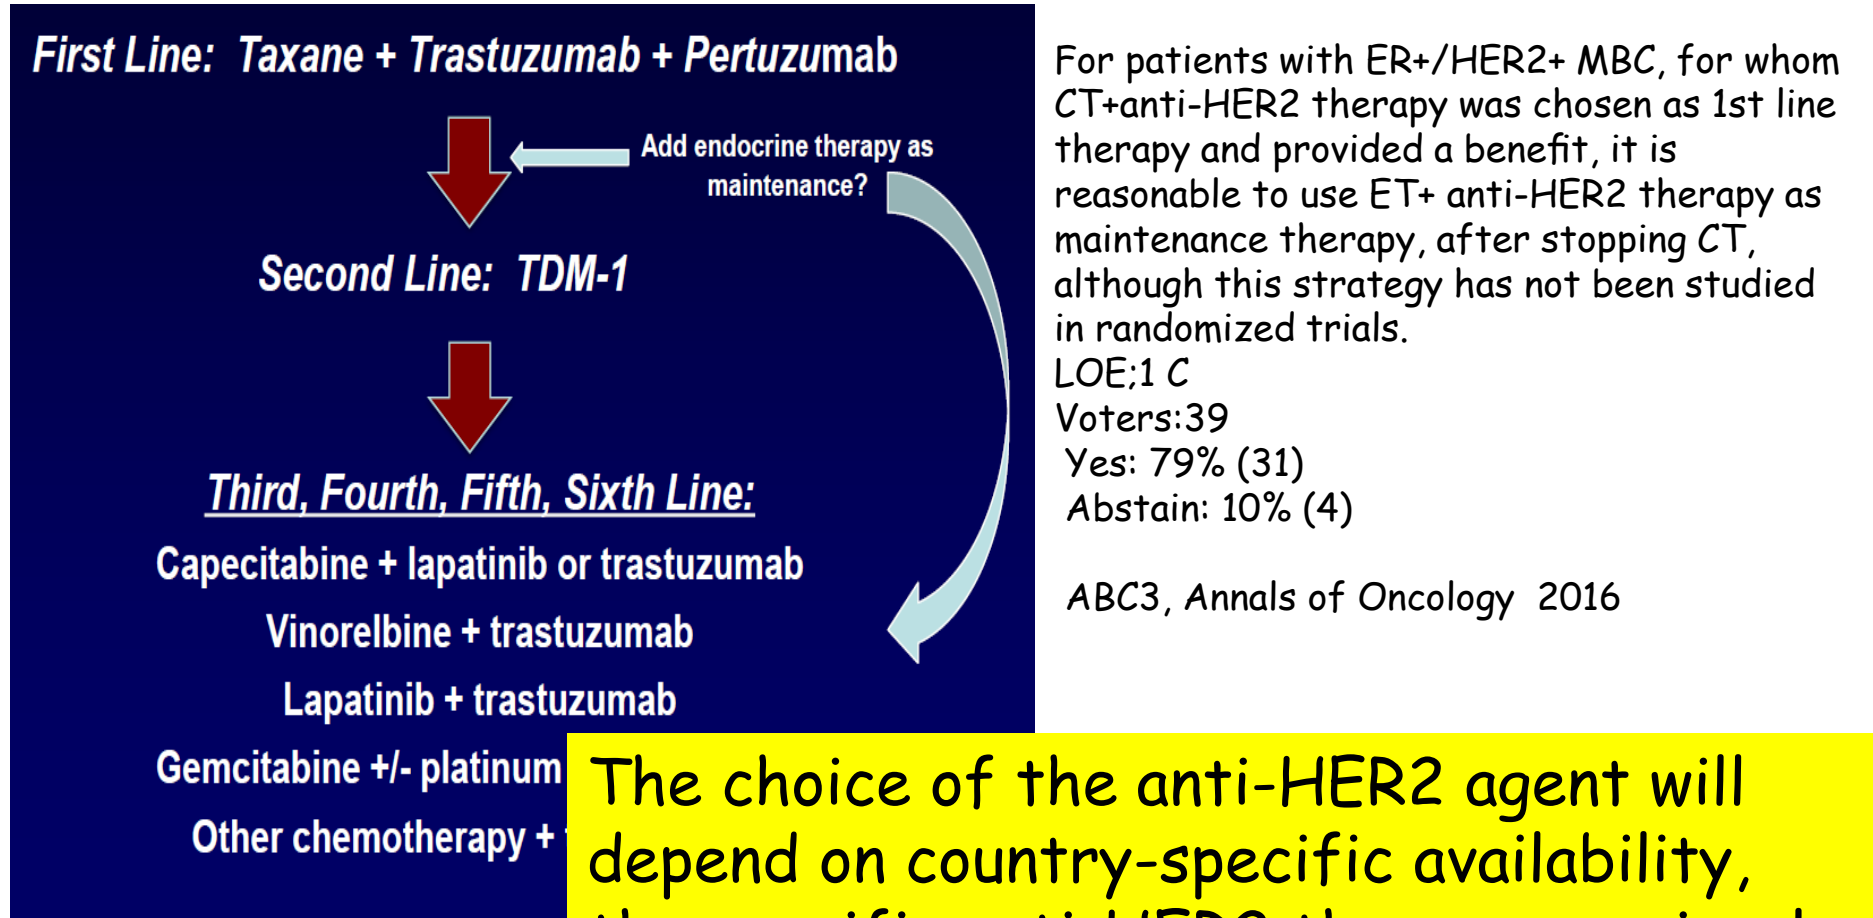 First Line: Taxane + Trastuzumab + Pertuzumab
Add endocrine therapy as
maintenance?
Second Line: TDM-1
Third, Fourth, Fifth, Sixth Line:
Capecitabine + lapatinib or trastuzumab
Vinorelbine + trastuzumab
Lapatinib + trastuzumab
Gemcitabine +/- platinum
Other chemotherapy +
For patients with ER+/HER2+ MBC, for whom
CT+anti-HER2 therapy was chosen as 1st line
therapy and provided a benefit, it is
reasonable to use ET+ anti-HER2 therapy as
maintenance therapy, after stopping CT,
although this strategy has not been studied
in randomized trials.
LOE;1 C
Voters:39
Yes: 79% (31)
Abstain: 10% (4)
ABC3, Annals of Oncology 2016
The choice of the anti-HER2 agent will
depend on country-specific availability,